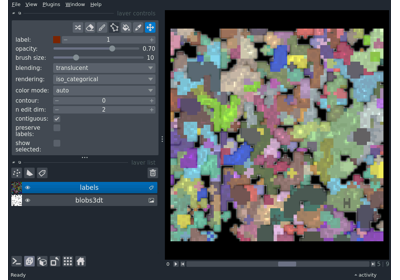 File View Plugins Window Help
layer controls
label: 1
opacity: 0.70
brush size: 10
blending: translucent
rendering: iso_categorical
color mode: auto
contour: 0
n edit dim: 2
contiguous:
preserve
labels:
show
selected:
layer list
labels
blobs3dt
Ready
activity